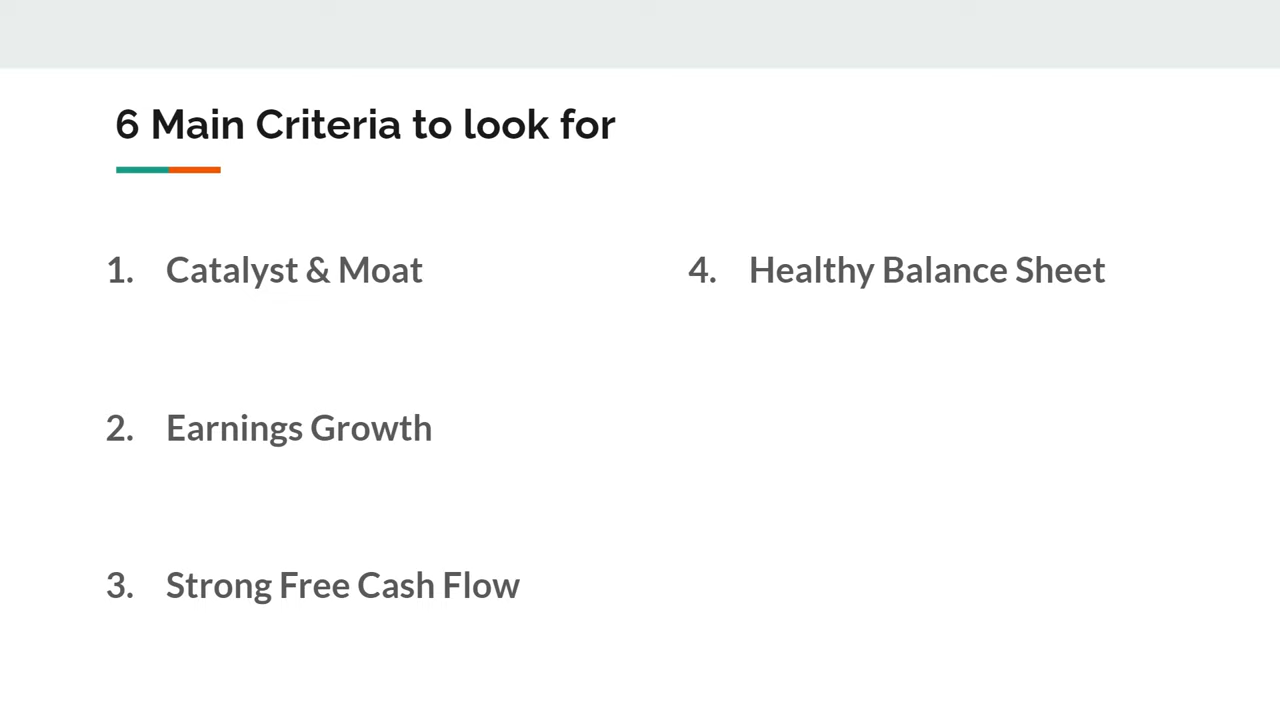 6 Main Criteria to look for
1. Catalyst & Moat
2. Earnings Growth
3. Strong Free Cash Flow
4. Healthy Balance Sheet